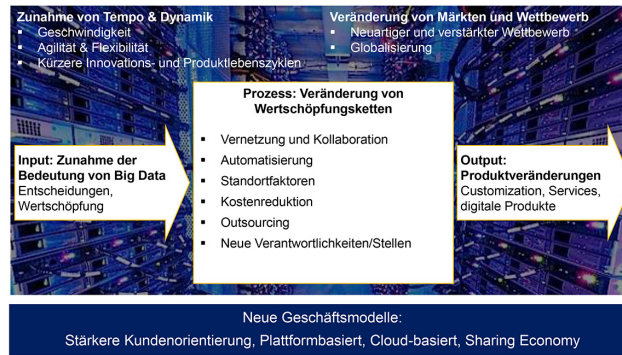 Zunahme von Tempo & Dynamik
▪ Geschwindigkeit
▪ Agilität & Flexibilität
▪ Kürzere Innovations- und Produktlebenszyklen
Veränderung von Märkten und Wettbewerb
▪ Neuartiger und verstärkter Wettbewerb
▪ Globalisierung
Input: Zunahme der
Bedeutung von Big Data
Entscheidungen,
Wertschöpfung
Prozess: Veränderung von
Wertschöpfungsketten
▪ Vernetzung und Kollaboration
▪ Automatisierung
▪ Standortfaktoren
▪ Kostenreduktion
▪ Outsourcing
▪ Neue Verantwortlichkeiten/Stellen
Output:
Produktveränderungen
Customization, Services,
digitale Produkte
Neue Geschäftsmodelle:
Stärkere Kundenorientierung, Plattformbasiert, Cloud-basiert, Sharing Economy